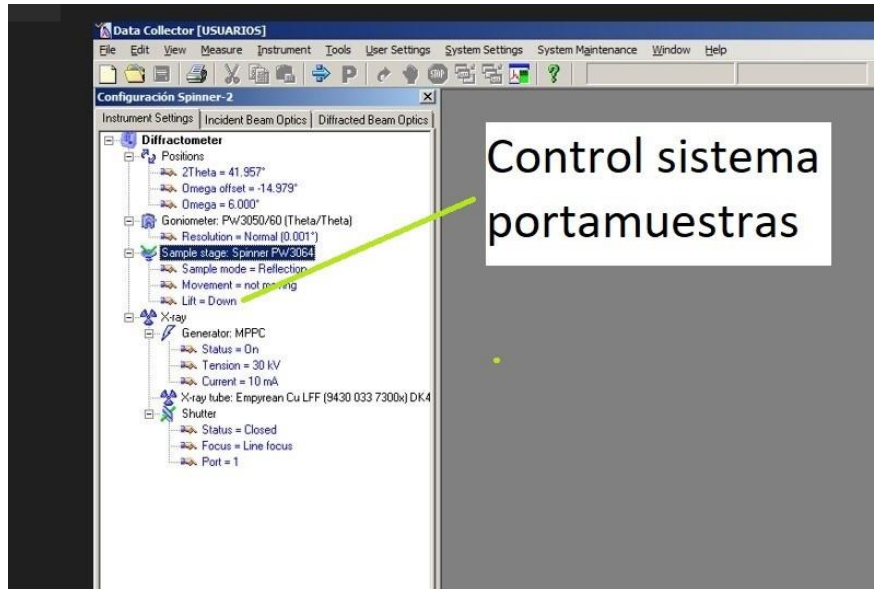 Data Collector [USUARIOS]
File Edit View Measure Instrument Tools User Settings System Settings System Maintenance Window Help
P STOP ?
Configuración Spinner-2
Instrument Settings Incident Beam Optics Diffracted Beam Optics
Diffractometer
Positions
2Theta = 41.957°
Omega offset = -14.979°
Omega = 6.000°
Goniometer: PW3050/60 (Theta/Theta)
Resolution = Normal (0.001°)
Sample stage: Spinner PW3064
Sample mode = Reflection
Movement = not moving
Lift = Down
X-ray
Generator: MPPC
Status = On
Tension = 30 kV
Current = 10 mA
X-ray tube: Empyrean Cu LFF (9430 033 7300x) DK4
Shutter
Status = Closed
Focus = Line focus
Port = 1
Control sistema
portamuestras